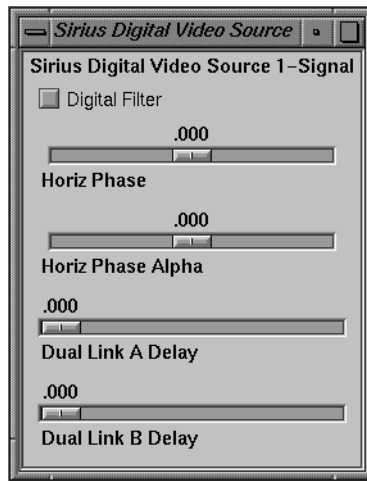 Sirius Digital Video Source
Sirius Digital Video Source 1-Signal
Digital Filter
.000
Horiz Phase
.000
Horiz Phase Alpha
.000
Dual Link A Delay
.000
Dual Link B Delay